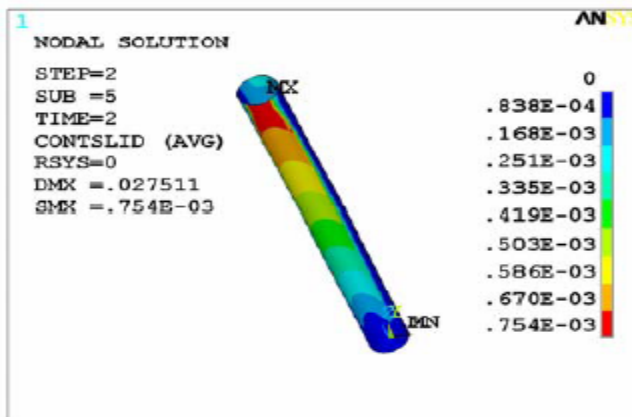 1
ANSYS
NODAL SOLUTION
STEP=2
SUB =5
TIME=2
CONTSLID (AVG)
RSYS=0
DMX =.027511
SMX =.754E-03
MX
MN
0
.838E-04
.168E-03
.251E-03
.335E-03
.419E-03
.503E-03
.586E-03
.670E-03
.754E-03